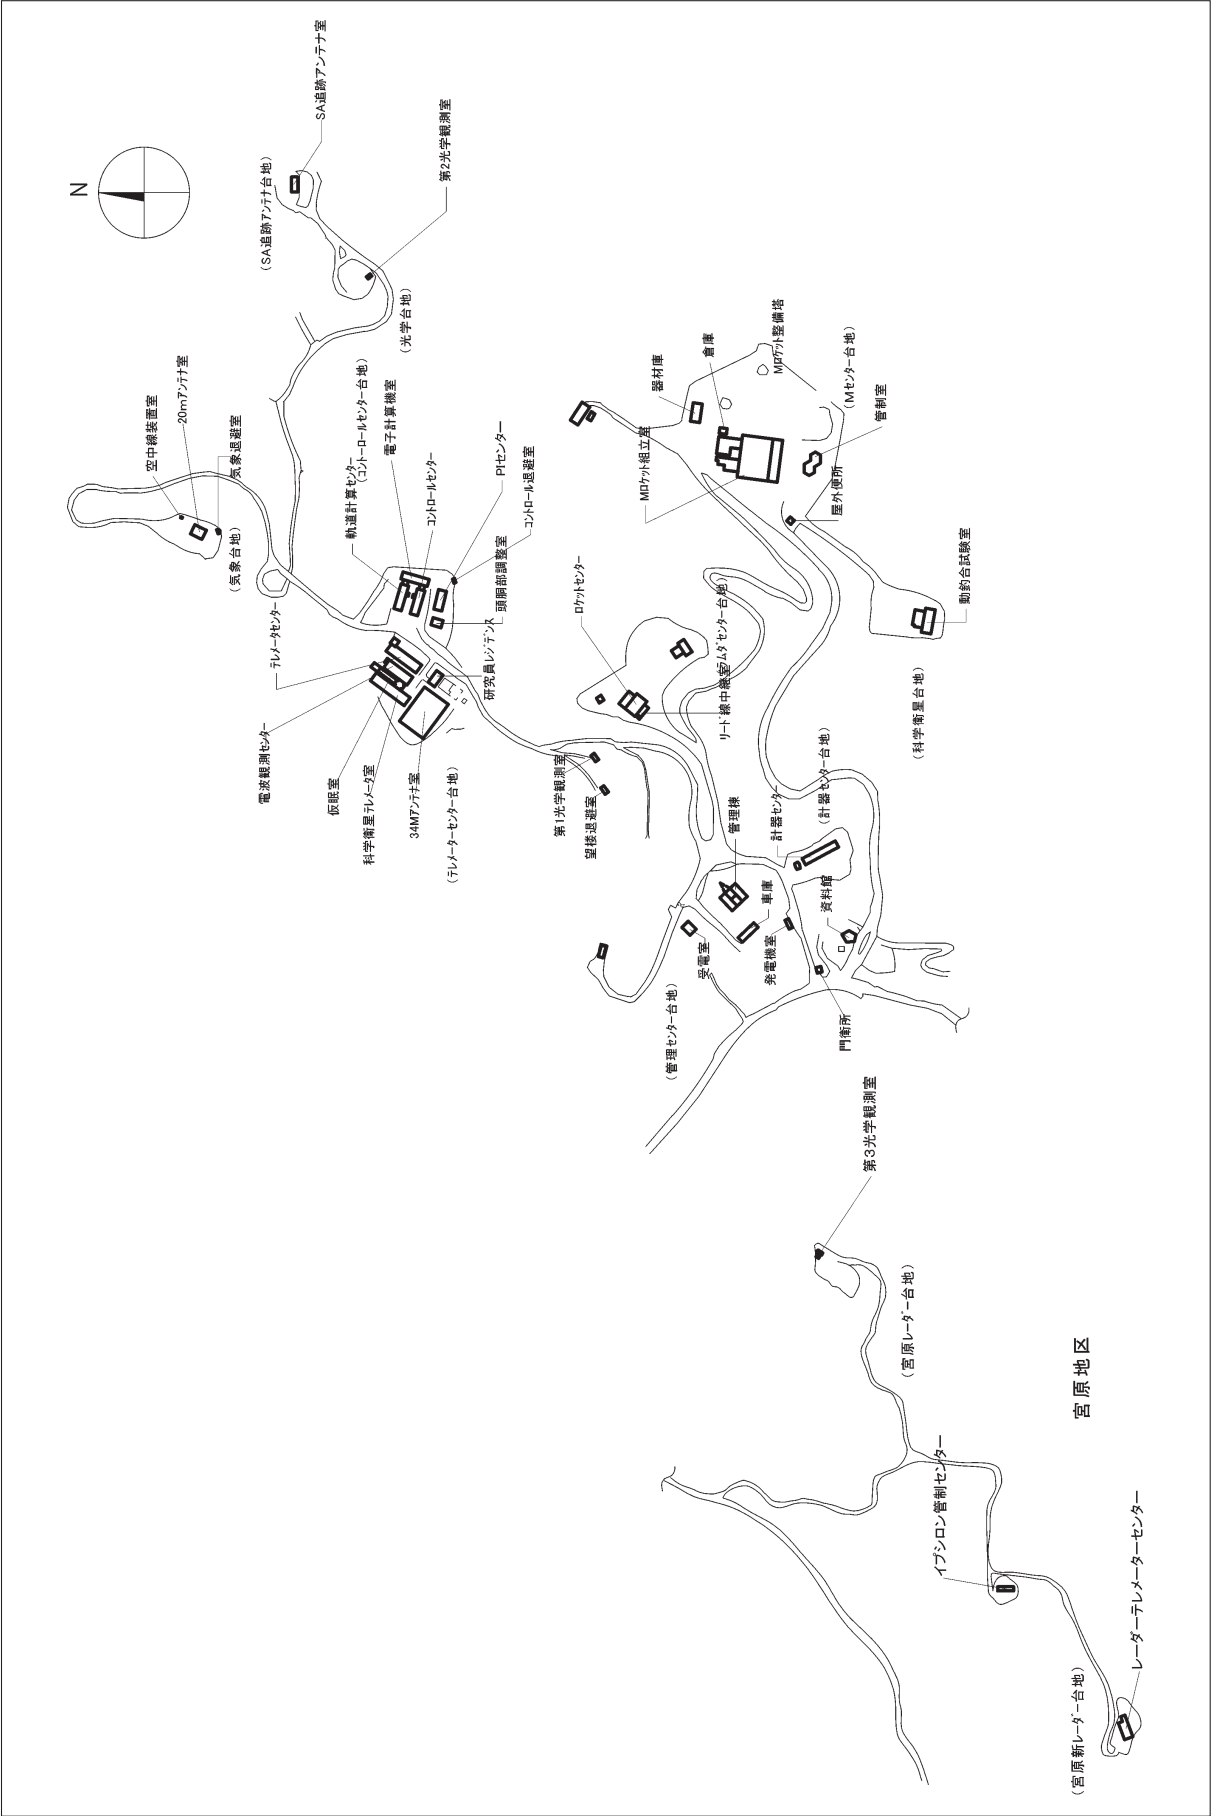 N
SA追跡アンテナ室
(SA追跡アンテナ台地)
第2光学観測室
(光学台地)
空中線装置室
20mアンテナ室
気象退避室
(気象台地)
軌道計算センター
(コントロールセンター台地)
電子計算機室
コントロールセンター
PIセンター
コントロール退避室
頭胴部調整室
研究員レジデンス
テレメータセンター
電波観測センター
仮眠室
科学衛星テレメータ室
34Mアンテナ室
(テレメーターセンター台地)
第1光学観測室
望楼退避室
ロケットセンター
(ラムダセンター台地)
リード線中継室
Mロケット組立室
器材庫
倉庫
Mロケット整備塔
(Mセンター台地)
管制室
屋外便所
動釣合試験室
(科学衛星台地)
管理棟
計器センター
(計器センター台地)
車庫
資料館
受電室
発電機室
(管理センター台地)
門衛所
第3光学観測室
(宮原レーダー台地)
宮原地区
イプシロン管制センター
レーダーテレメーターセンター
(宮原新レーダー台地)